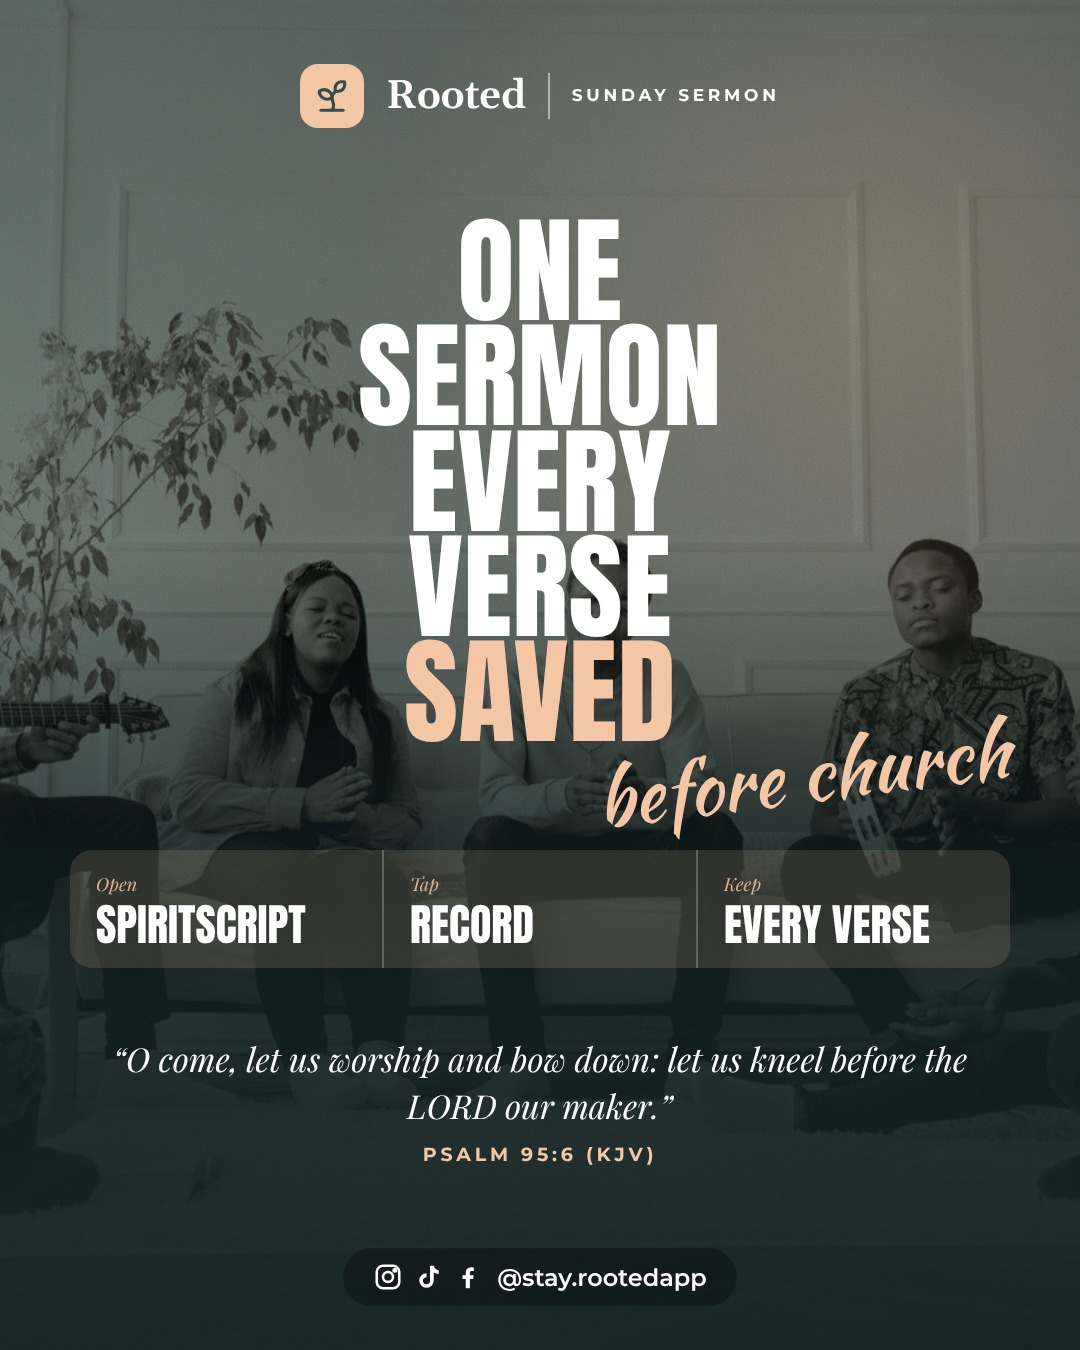 Rooted
SUNDAY SERMON
ONE
SERMON
EVERY
VERSE
SAVED
before church
Open
SPIRITSCRIPT
Tap
RECORD
Keep
EVERY VERSE
“O come, let us worship and bow down: let us kneel before the
LORD our maker.”
PSALM 95:6 (KJV)
@stay.rootedapp